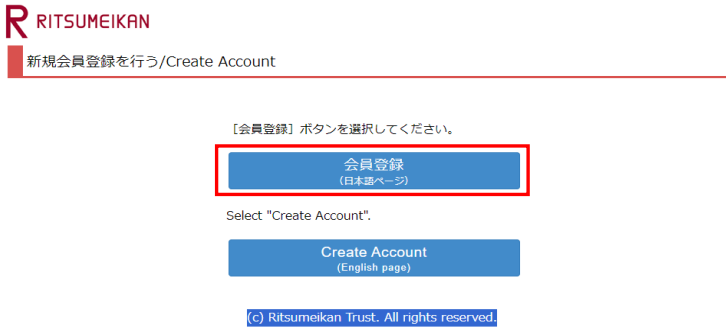 RITSUMEIKAN
新規会員登録を行う/Create Account
［会員登録］ボタンを選択してください。
会員登録
（日本語ページ）
Select "Create Account".
Create Account
(English page)
(c) Ritsumeikan Trust. All rights reserved.